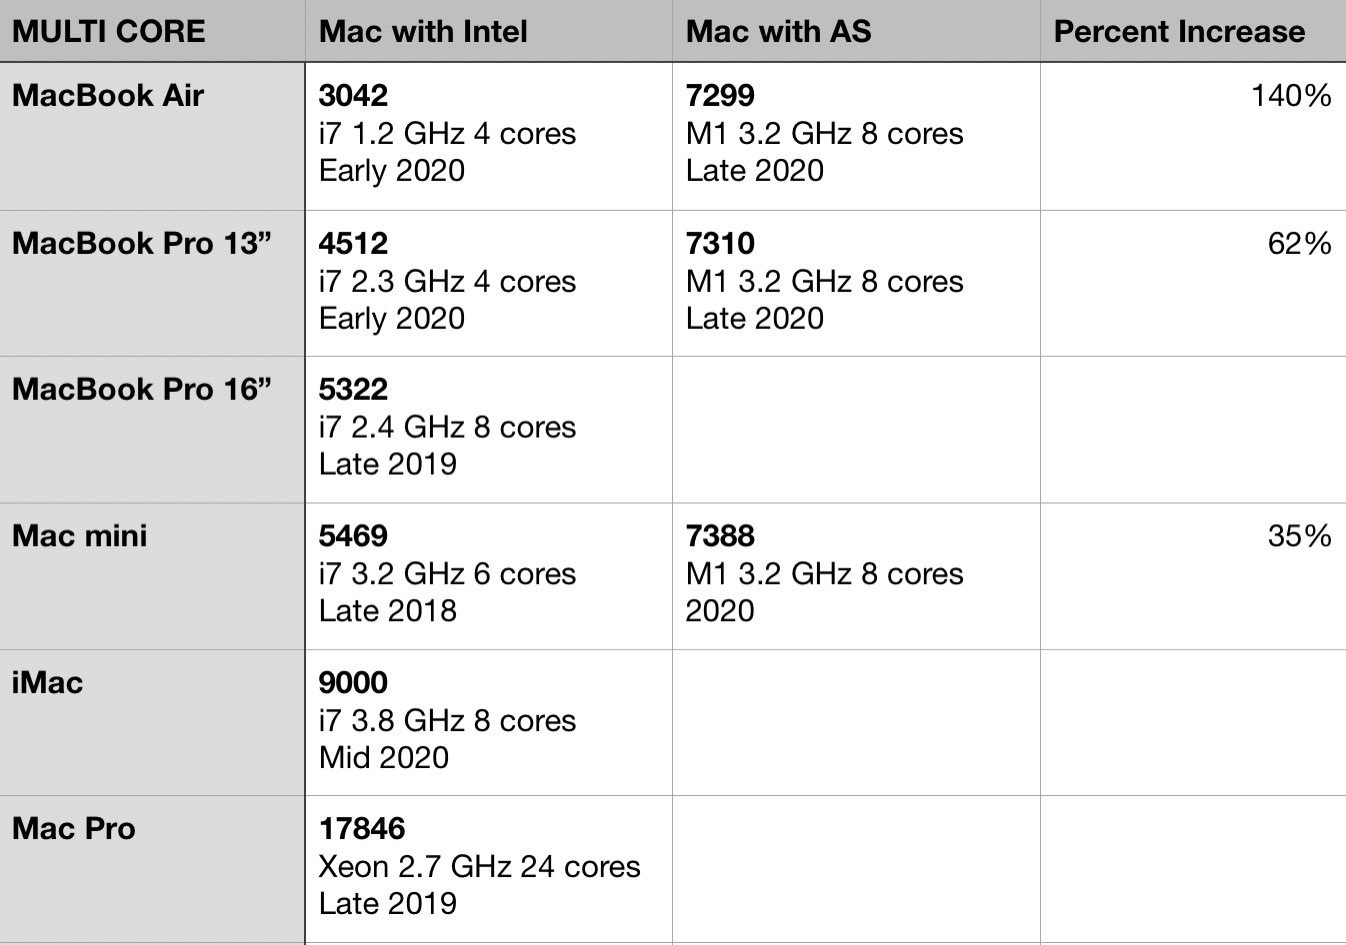 MULTI CORE Mac with Intel Mac with AS Percent Increase
MacBook Air 3042 7299 140%
i7 1.2 GHz 4 cores M1 3.2 GHz 8 cores
Early 2020 Late 2020
MacBook Pro 13” 4512 7310 62%
i7 2.3 GHz 4 cores M1 3.2 GHz 8 cores
Early 2020 Late 2020
MacBook Pro 16” 5322
i7 2.4 GHz 8 cores
Late 2019
Mac mini 5469 7388 35%
i7 3.2 GHz 6 cores M1 3.2 GHz 8 cores
Late 2018 2020
iMac 9000
i7 3.8 GHz 8 cores
Mid 2020
Mac Pro 17846
Xeon 2.7 GHz 24 cores
Late 2019